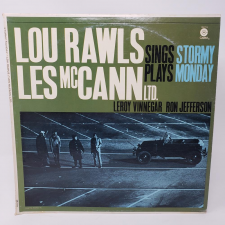 LOU RAWLS
SINGS STORMY
LES McCANN LTD.
PLAYS MONDAY
LEROY VINNEGAR RON JEFFERSON